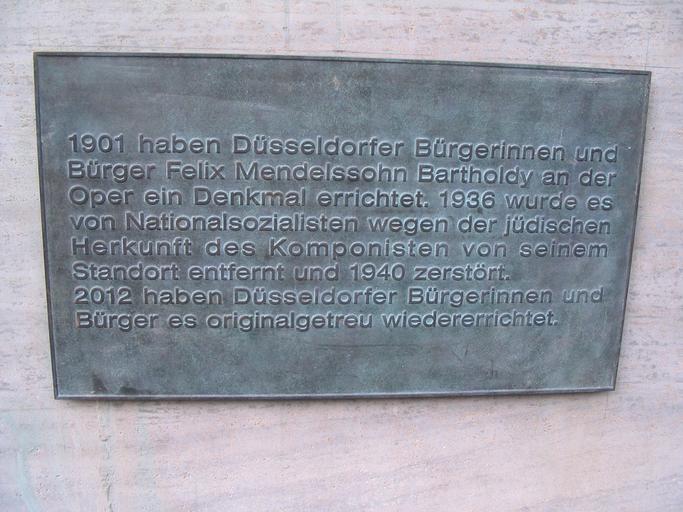 1901 haben Düsseldorfer Bürgerinnen und
Bürger Felix Mendelssohn Bartholdy an der
Oper ein Denkmal errichtet. 1936 wurde es
von Nationalsozialisten wegen der jüdischen
Herkunft des Komponisten von seinem
Standort entfernt und 1940 zerstört.
2012 haben Düsseldorfer Bürgerinnen und
Bürger es originalgetreu wiedererrichtet.